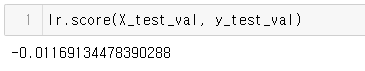 1 lr.score(X_test_val, y_test_val)
-0.01169134478390288